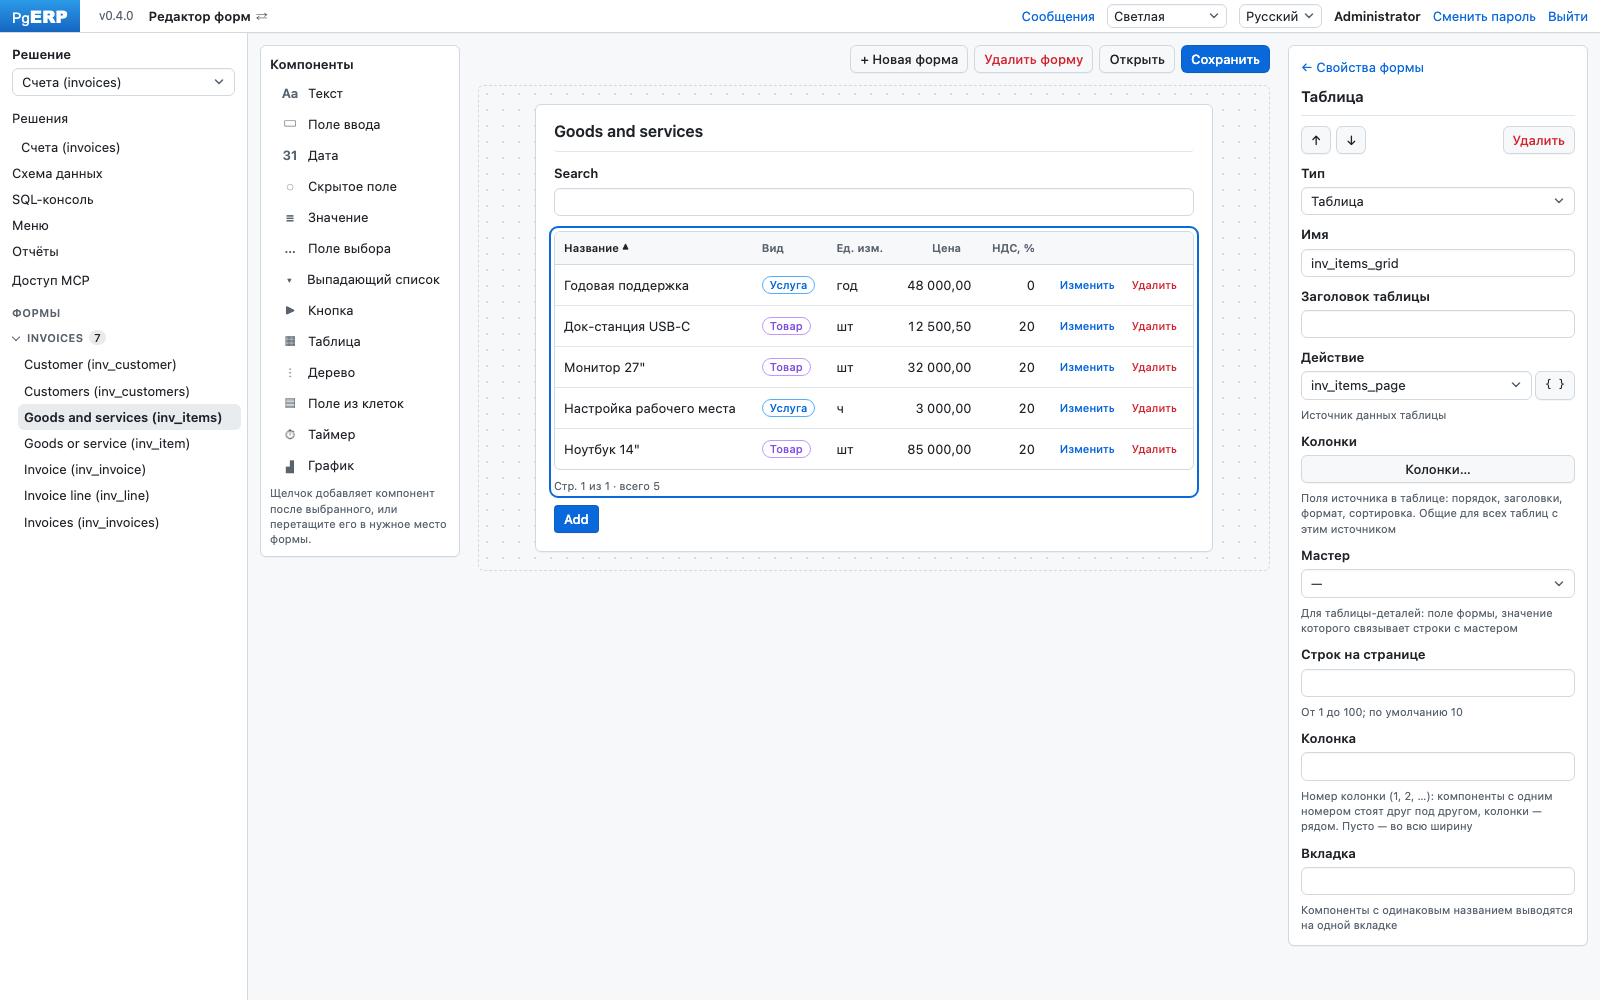 PgERP v0.4.0 Редактор форм ⇄ Сообщения Светлая Русский Administrator Сменить пароль Выйти
Решение
Счета (invoices)
Решения
Счета (invoices)
Схема данных
SQL-консоль
Меню
Отчёты
Доступ MCP
ФОРМЫ
INVOICES 7
Customer (inv_customer)
Customers (inv_customers)
Goods and services (inv_items)
Goods or service (inv_item)
Invoice (inv_invoice)
Invoice line (inv_line)
Invoices (inv_invoices)
Компоненты
Aa Текст
Поле ввода
31 Дата
Скрытое поле
Значение
... Поле выбора
Выпадающий список
Кнопка
Таблица
Дерево
Поле из клеток
Таймер
График
Щелчок добавляет компонент
после выбранного, или
перетащите его в нужное место
формы.
+ Новая форма Удалить форму Открыть Сохранить
Goods and services
Search
Название ▲ Вид Ед. изм. Цена НДС, %
Годовая поддержка Услуга год 48 000,00 0 Изменить Удалить
Док-станция USB-C Товар шт 12 500,50 20 Изменить Удалить
Монитор 27" Товар шт 32 000,00 20 Изменить Удалить
Настройка рабочего места Услуга ч 3 000,00 20 Изменить Удалить
Ноутбук 14" Товар шт 85 000,00 20 Изменить Удалить
Стр. 1 из 1 · всего 5
Add
← Свойства формы
Таблица
↑ ↓ Удалить
Тип
Таблица
Имя
inv_items_grid
Заголовок таблицы
Действие
inv_items_page { }
Источник данных таблицы
Колонки
Колонки...
Поля источника в таблице: порядок, заголовки,
формат, сортировка. Общие для всех таблиц с
этим источником
Мастер
—
Для таблицы-деталей: поле формы, значение
которого связывает строки с мастером
Строк на странице
От 1 до 100; по умолчанию 10
Колонка
Номер колонки (1, 2, …): компоненты с одним
номером стоят друг под другом, колонки —
рядом. Пусто — во всю ширину
Вкладка
Компоненты с одинаковым названием выводятся
на одной вкладке